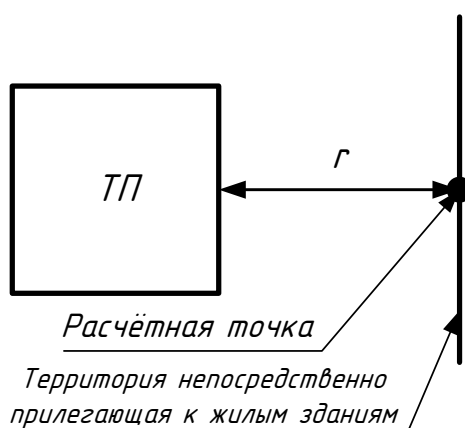 ТП
r
Расчётная точка
Территория непосредственно
прилегающая к жилым зданиям